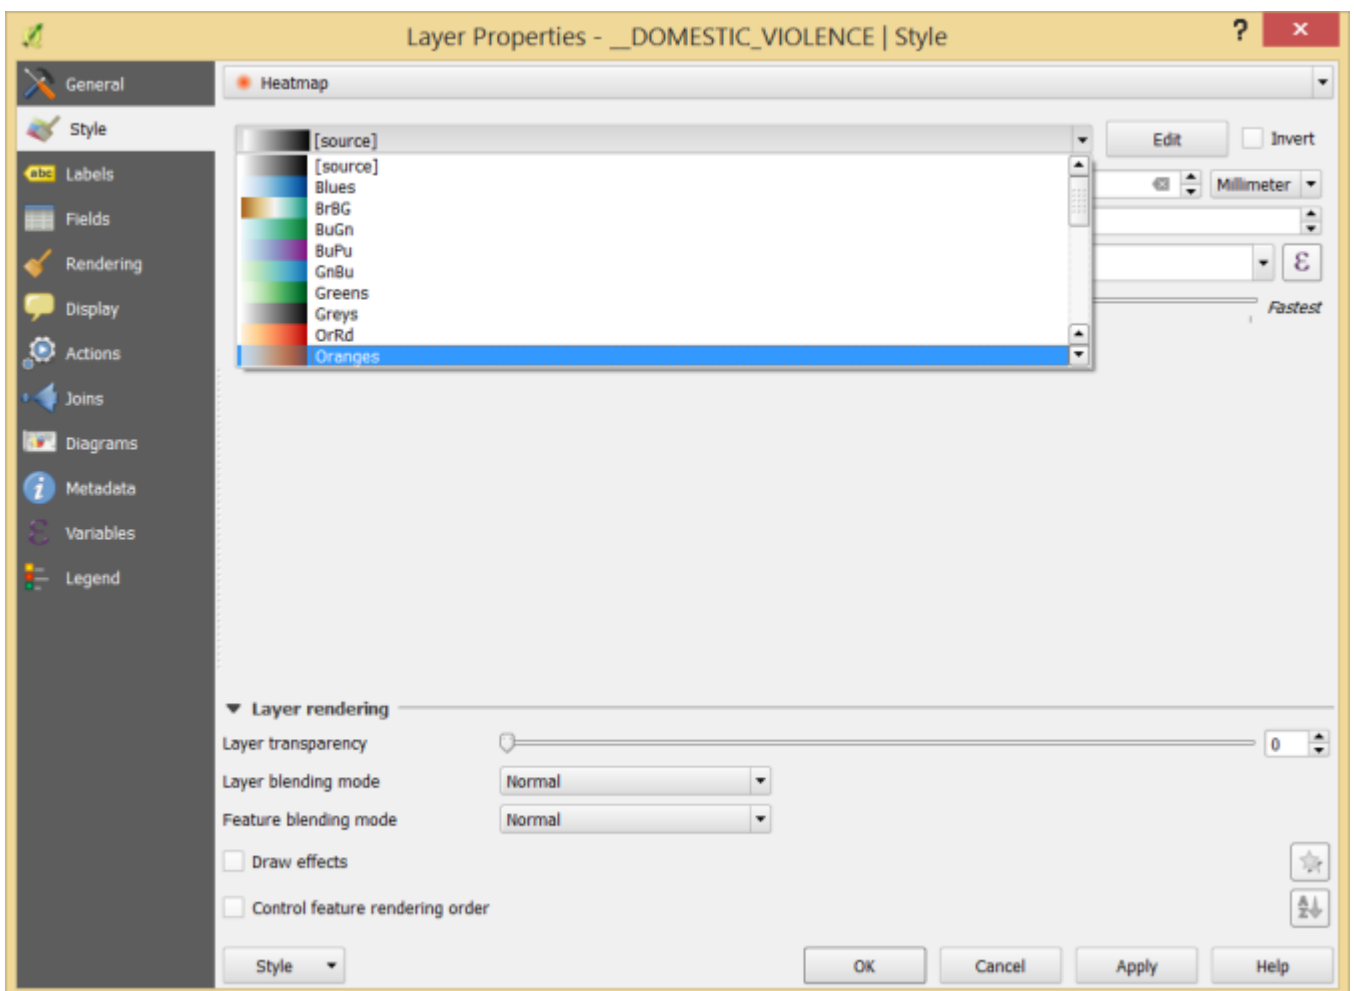 Layer Properties - __DOMESTIC_VIOLENCE | Style
?
General
Style
abc Labels
Fields
Rendering
Display
Actions
Joins
Diagrams
Metadata
Variables
Legend
Heatmap
[source]
Edit
Invert
[source]
Blues
BrBG
BuGn
BuPu
GnBu
Greens
Greys
OrRd
Oranges
Millimeter
ε
Fastest
Layer rendering
Layer transparency
0
Layer blending mode
Normal
Feature blending mode
Normal
Draw effects
Control feature rendering order
A
Z
Style
OK
Cancel
Apply
Help